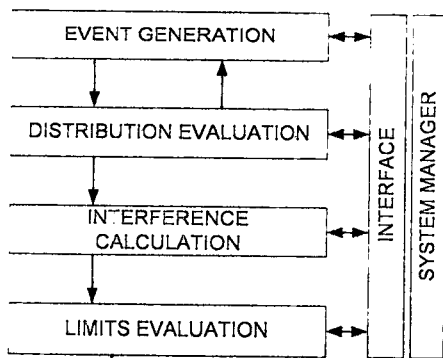 EVENT GENERATION
DISTRIBUTION EVALUATION
INTERFERENCE
CALCULATION
LIMITS EVALUATION
INTERFACE
SYSTEM MANAGER